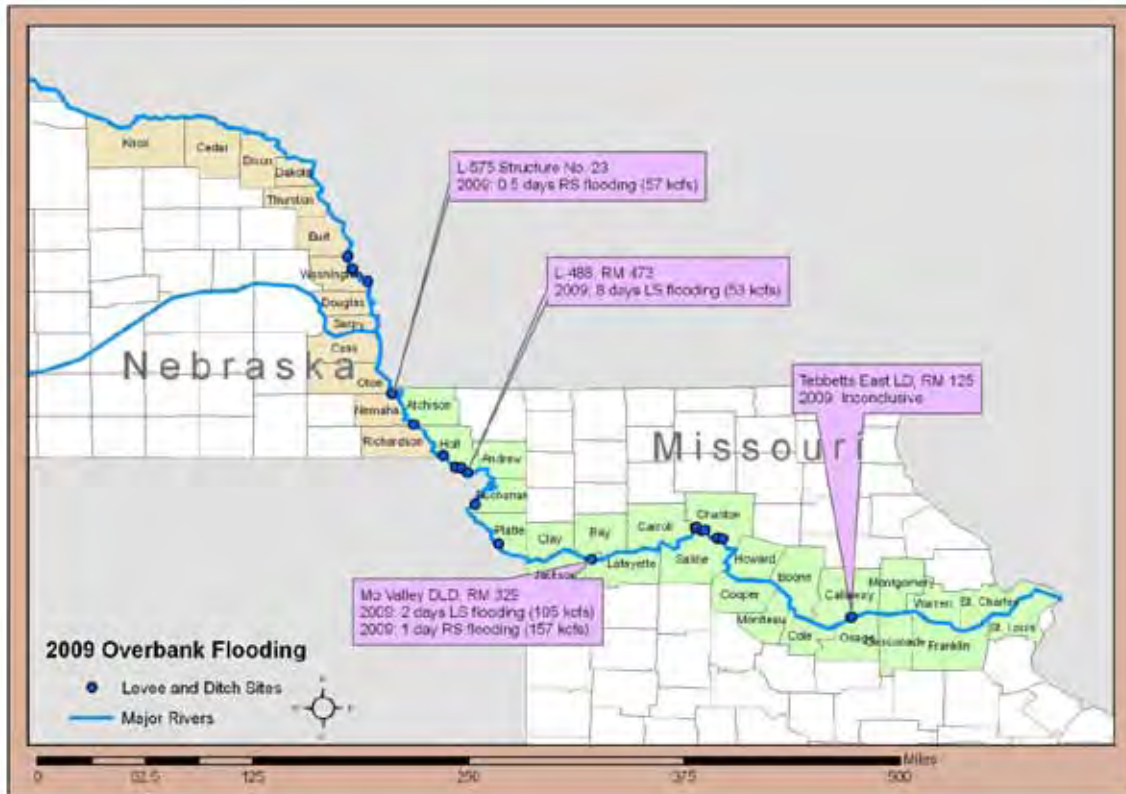 Knox
Cedar
Dixon
Dakota
Thurston
Burt
Washington
Douglas
Sarpy
Cass
Otoe
Nemaha
Richardson
Nebraska
L-575 Structure No. 23
2009: 0.5 days RS flooding (57 kcfs)
L-488, RM 473
2009: 8 days LS flooding (53 kcfs)
Tebbetts East LD, RM 125
2009: Inconclusive
Atchison
Holt
Andrew
Buchanan
Missouri
Platte
Clay
Ray
Carroll
Chariton
Jackson
Lafayette
Saline
Howard
Boone
Cooper
Moniteau
Cole
Callaway
Osage
Montgomery
Gasconade
Warren
Franklin
St. Charles
St. Louis
Mo Valley DLD, RM 329
2009: 2 days LS flooding (105 kcfs)
2009: 1 day RS flooding (157 kcfs)
2009 Overbank Flooding
Levee and Ditch Sites
Major Rivers
Miles
0 62.5 125 250 375 500